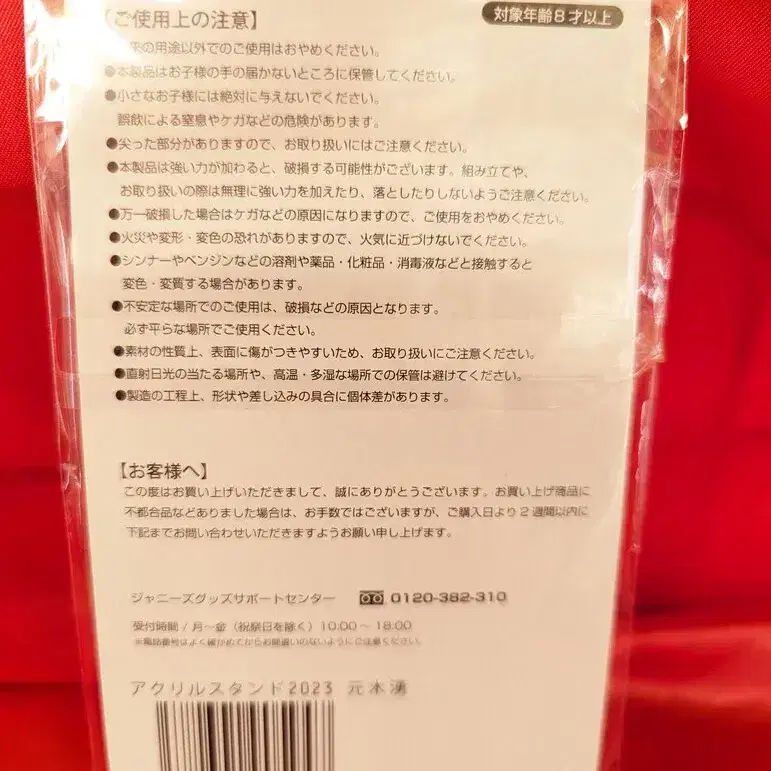 【ご使用上の注意】
対象年齢8才以上
来の用途以外でのご使用はおやめください。
●本製品はお子様の手の届かないところに保管してください。
●小さなお子様には絶対に与えないでください。
誤飲による窒息やケガなどの危険があります。
●尖った部分がありますので、お取り扱いにはご注意ください。
●本製品は強い力が加わると、破損する可能性がございます。組み立てや、
お取り扱いの際は無理に強い力を加えたり、落としたりしないようご注意ください。
●万一破損した場合はケガなどの原因になりますので、ご使用をおやめください。
●火災や変形・変色の恐れがありますので、火気に近づけないでください。
●シンナーやベンジンなどの溶剤や薬品・化粧品・消毒液などと接触すると
変色・変質する場合があります。
●不安定な場所でのご使用は、破損などの原因となります。
必ず平らな場所でご使用ください。
●素材の性質上、表面に傷がつきやすいため、お取り扱いにご注意ください。
●直射日光の当たる場所や、高温・多湿な場所での保管は避けてください。
●製造の工程上、形状や差し込みの具合に個体差があります。
【お客様へ】
この度はお買い上げいただきまして、誠にありがとうございます。お買い上げ商品に
不都合品などありました場合は、お手数ではございますが、ご購入日より2週間以内に
下記までお問い合わせいただきますようお願い申し上げます。
ジャニーズグッズサポートセンター 0120-382-310
受付時間/月~金(祝祭日を除く)10:00~18:00
※電話番号はよく確かめてからお間違いのないようにご注意ください。
アクリルスタンド2023 元木湧